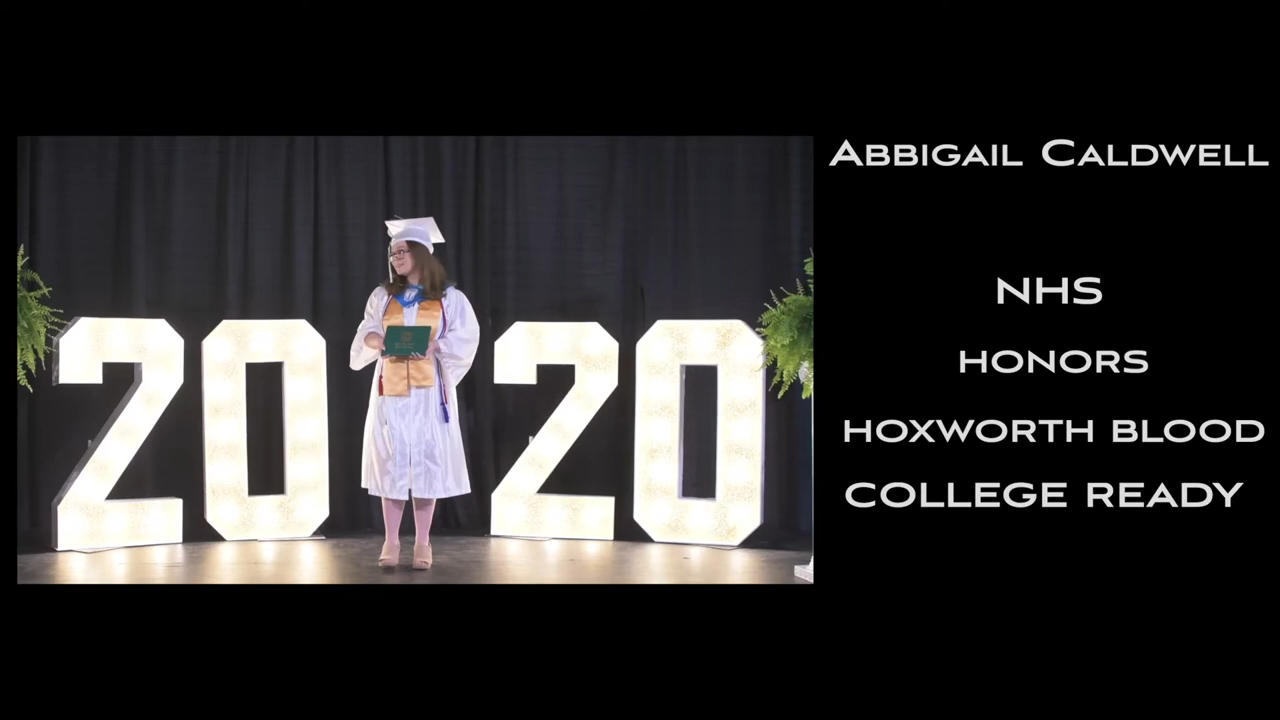 Abbigail Caldwell
NHS
HONORS
HOXWORTH BLOOD
COLLEGE READY
2020